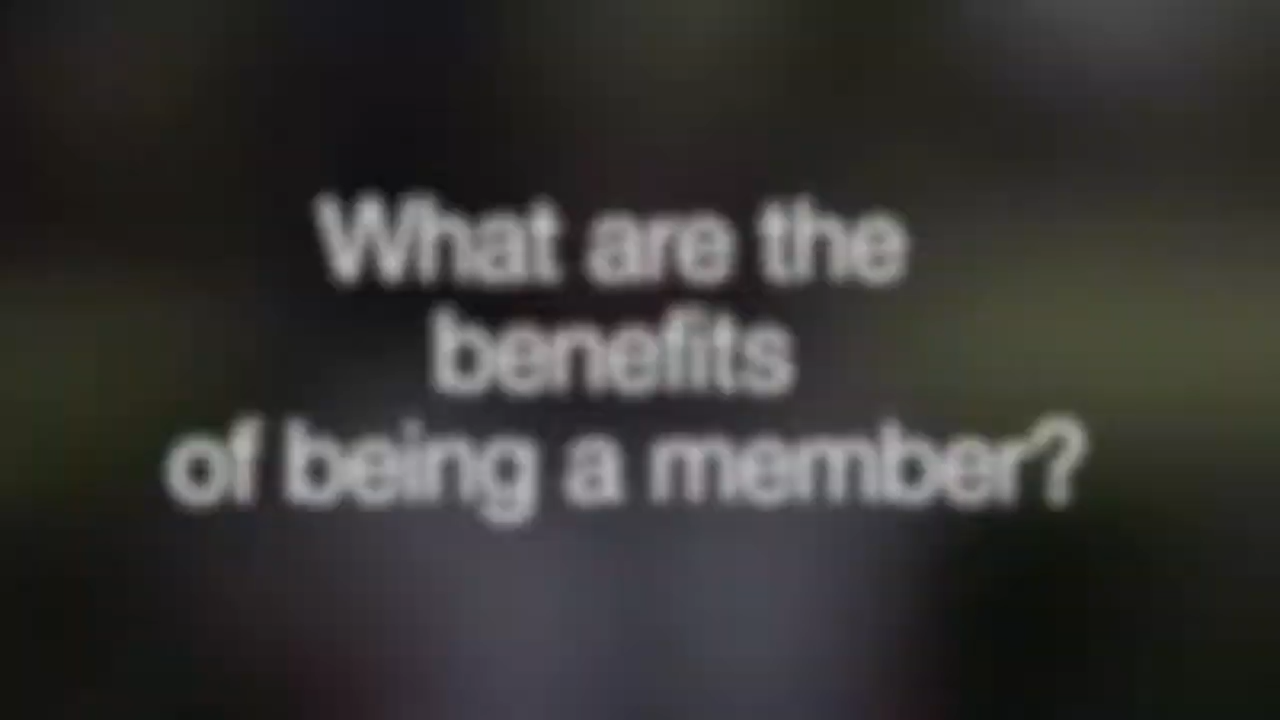 What are the
benefits
of being a member?